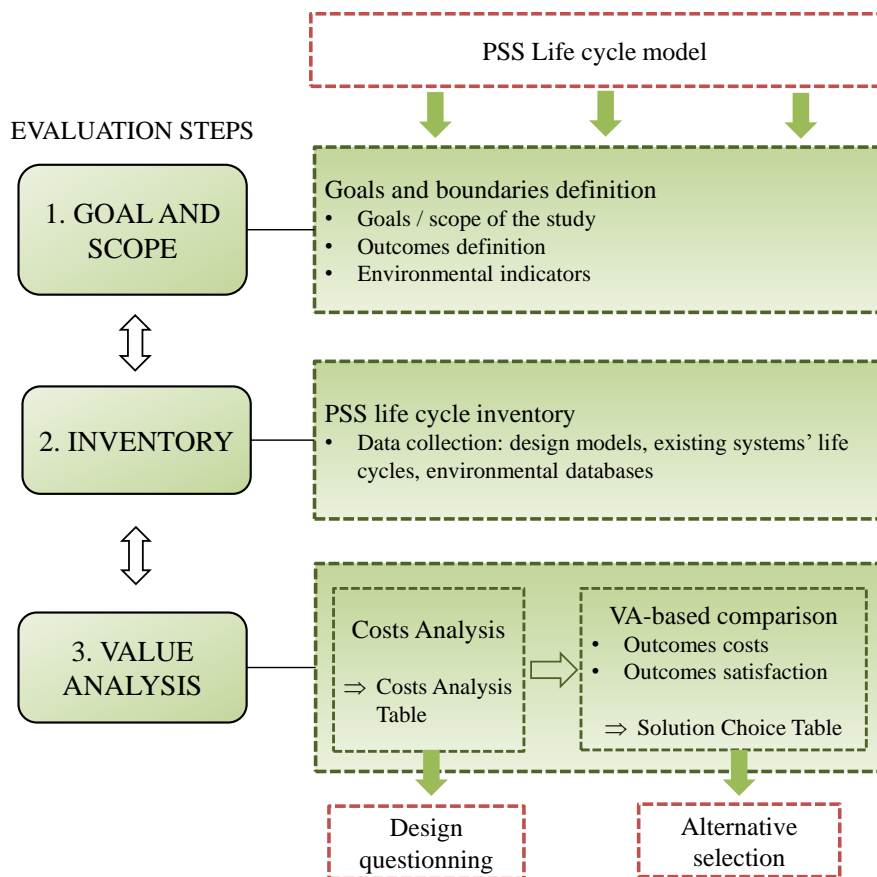 PSS Life cycle model
EVALUATION STEPS
1. GOAL AND
SCOPE
Goals and boundaries definition
• Goals / scope of the study
• Outcomes definition
• Environmental indicators
2. INVENTORY
PSS life cycle inventory
• Data collection: design models, existing systems’ life
cycles, environmental databases
3. VALUE
ANALYSIS
Costs Analysis
⇒ Costs Analysis
Table
VA-based comparison
• Outcomes costs
• Outcomes satisfaction
⇒ Solution Choice Table
Design
questionning
Alternative
selection